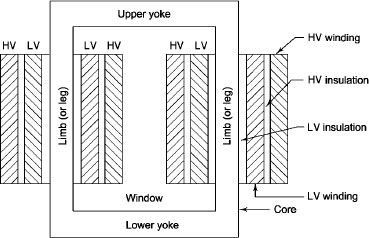 Upper yoke
HV LV
LV HV
HV LV
HV winding
HV insulation
Limb (or leg)
Limb (or leg)
LV insulation
Window
LV winding
Core
Lower yoke